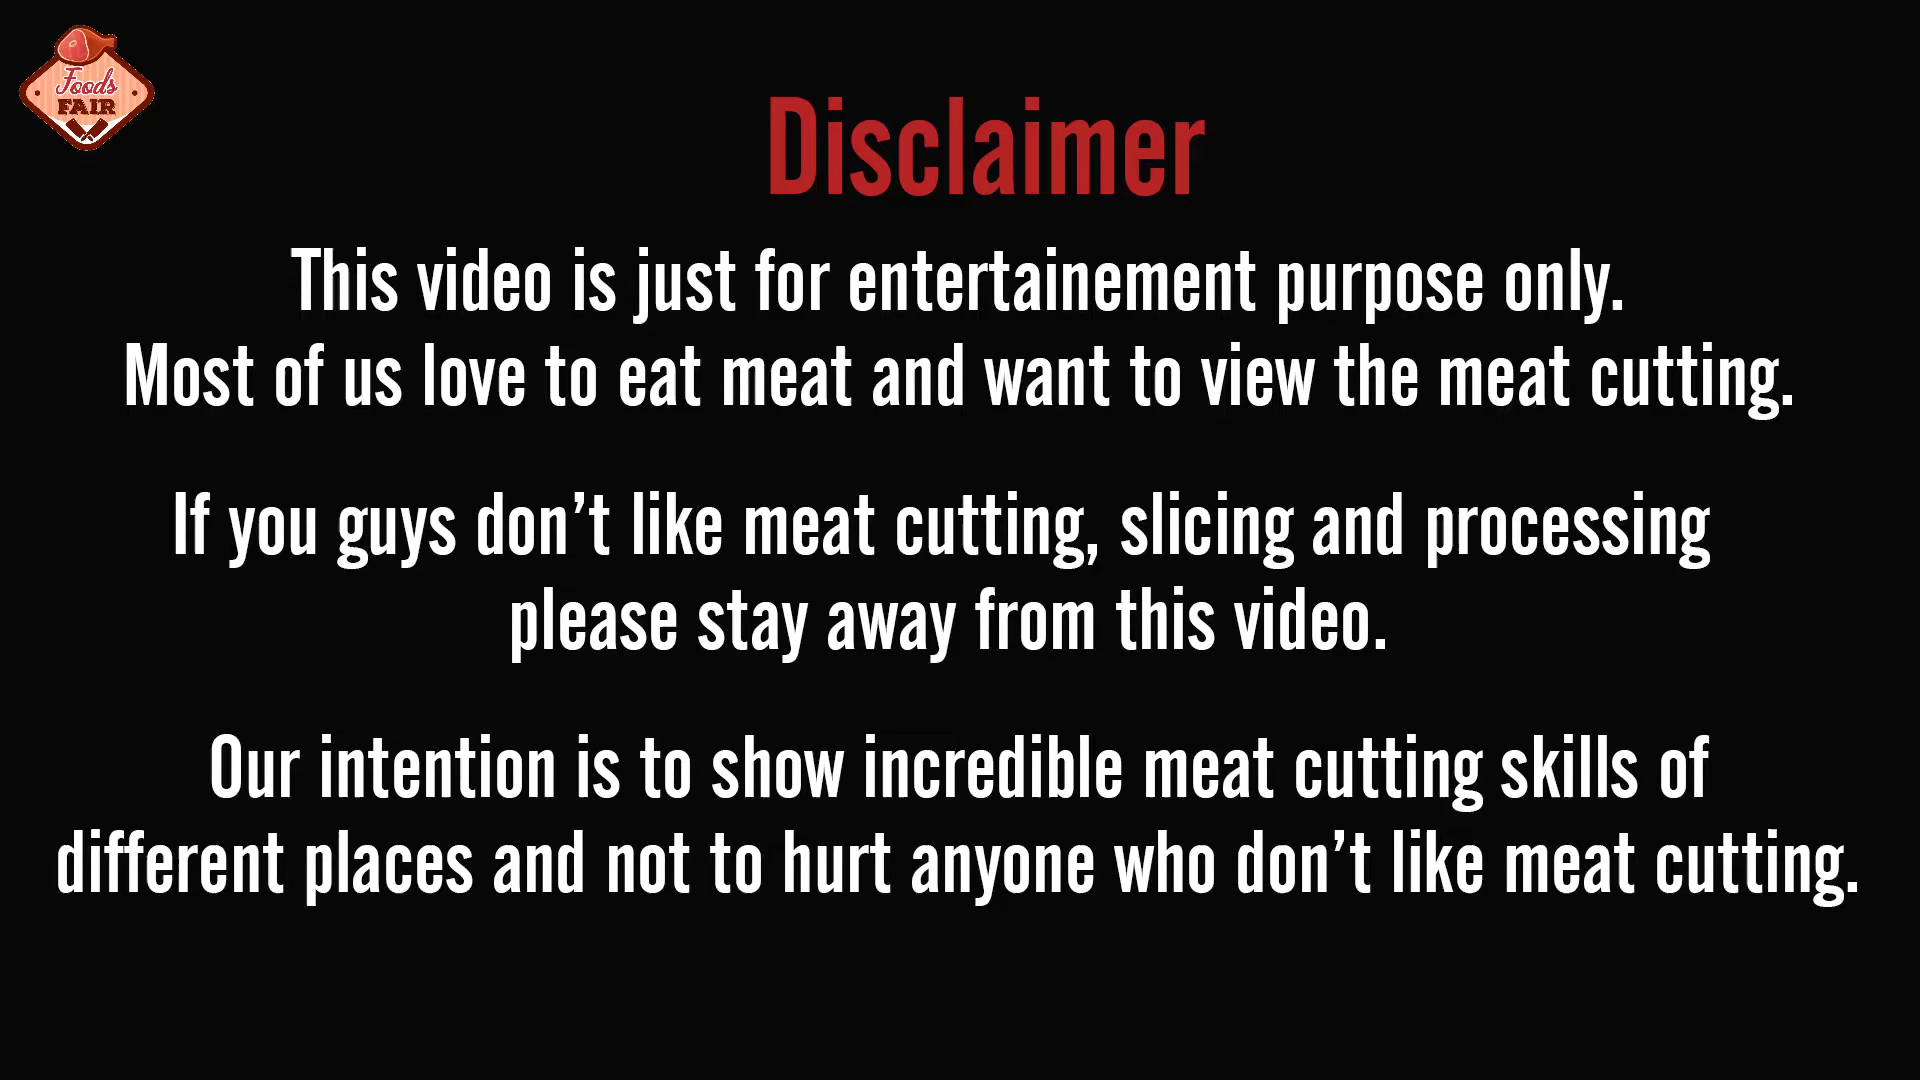 Foods
FAIR
Disclaimer
This video is just for entertainement purpose only.
Most of us love to eat meat and want to view the meat cutting.
If you guys don’t like meat cutting, slicing and processing
please stay away from this video.
Our intention is to show incredible meat cutting skills of
different places and not to hurt anyone who don’t like meat cutting.